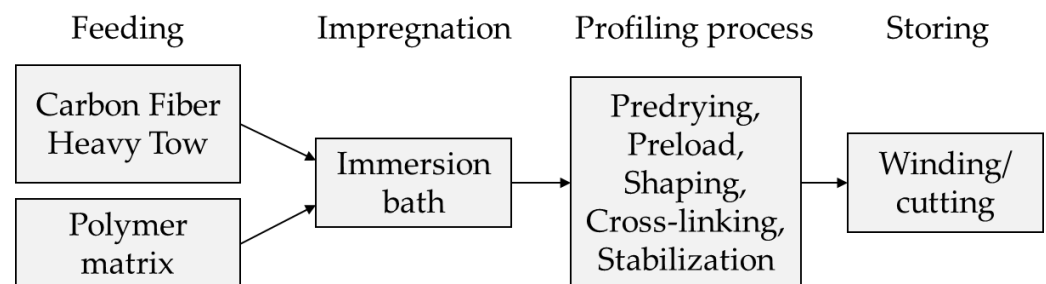 Feeding
Impregnation
Profiling process
Storing
Carbon Fiber
Heavy Tow
Polymer
matrix
Immersion
bath
Predrying,
Preload,
Shaping,
Cross-linking,
Stabilization
Winding/
cutting